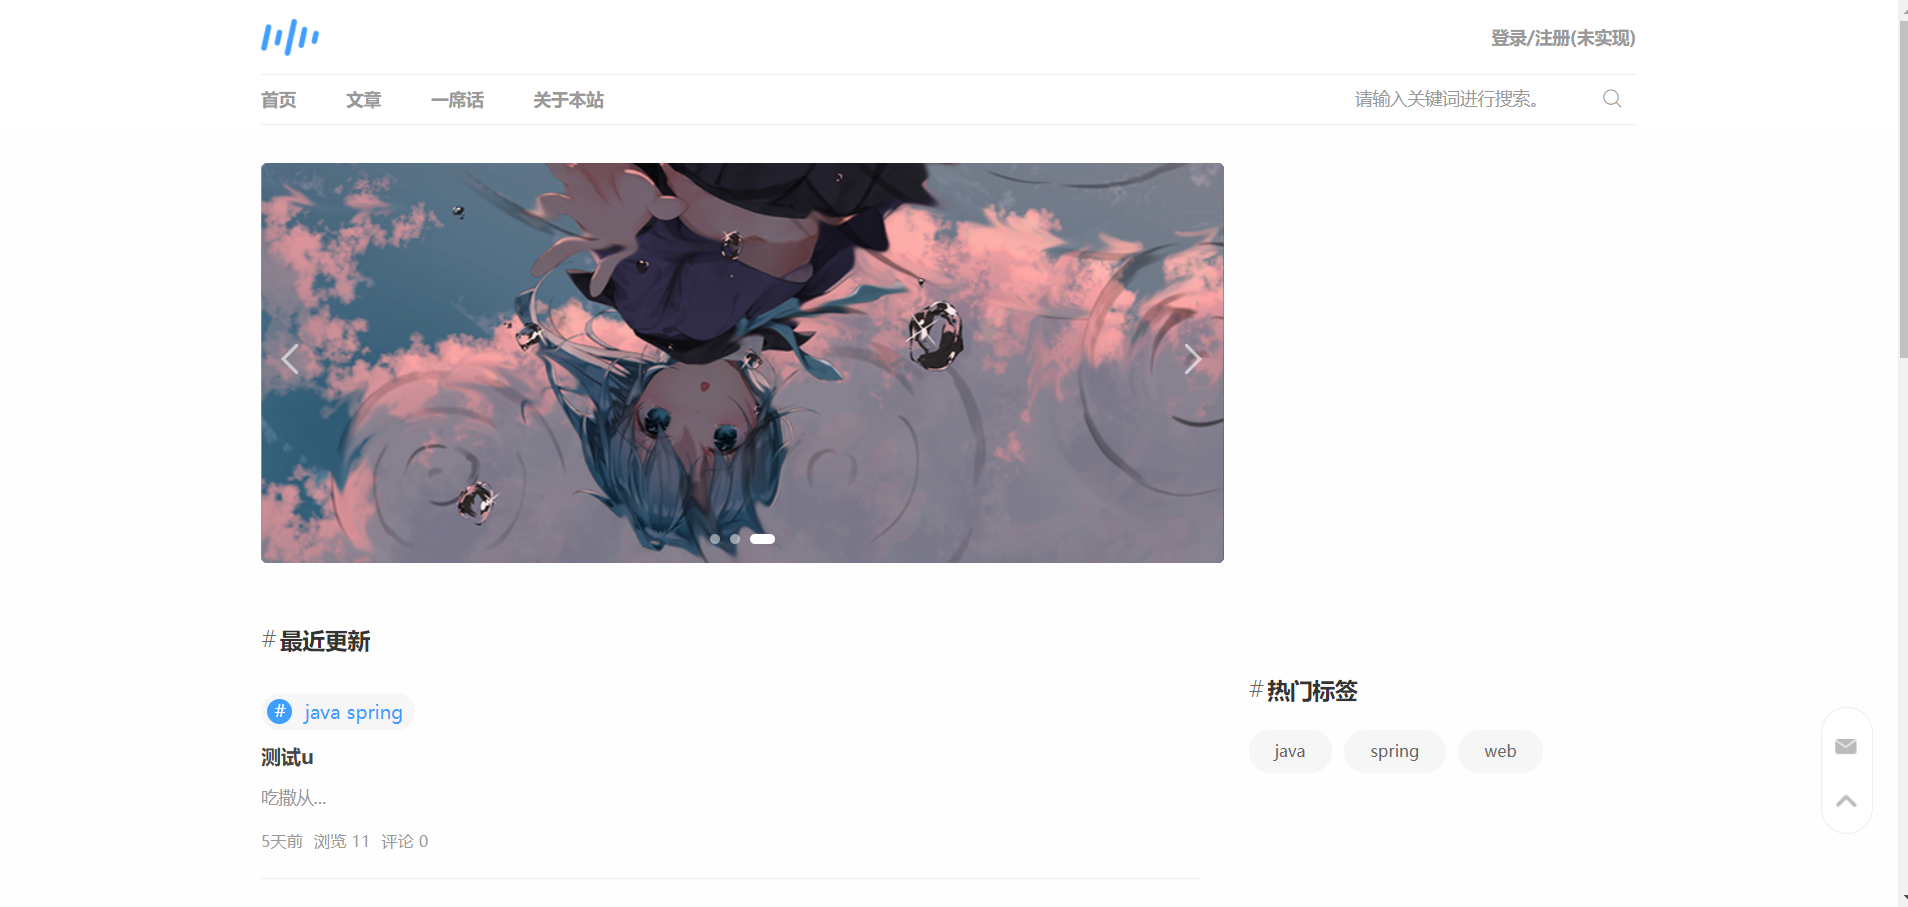 登录/注册(未实现)
首页 文章 一席话 关于本站 请输入关键词进行搜索。
#最近更新
# java spring
测试u
吃撒从...
5天前 浏览 11 评论 0
#热门标签
java spring web